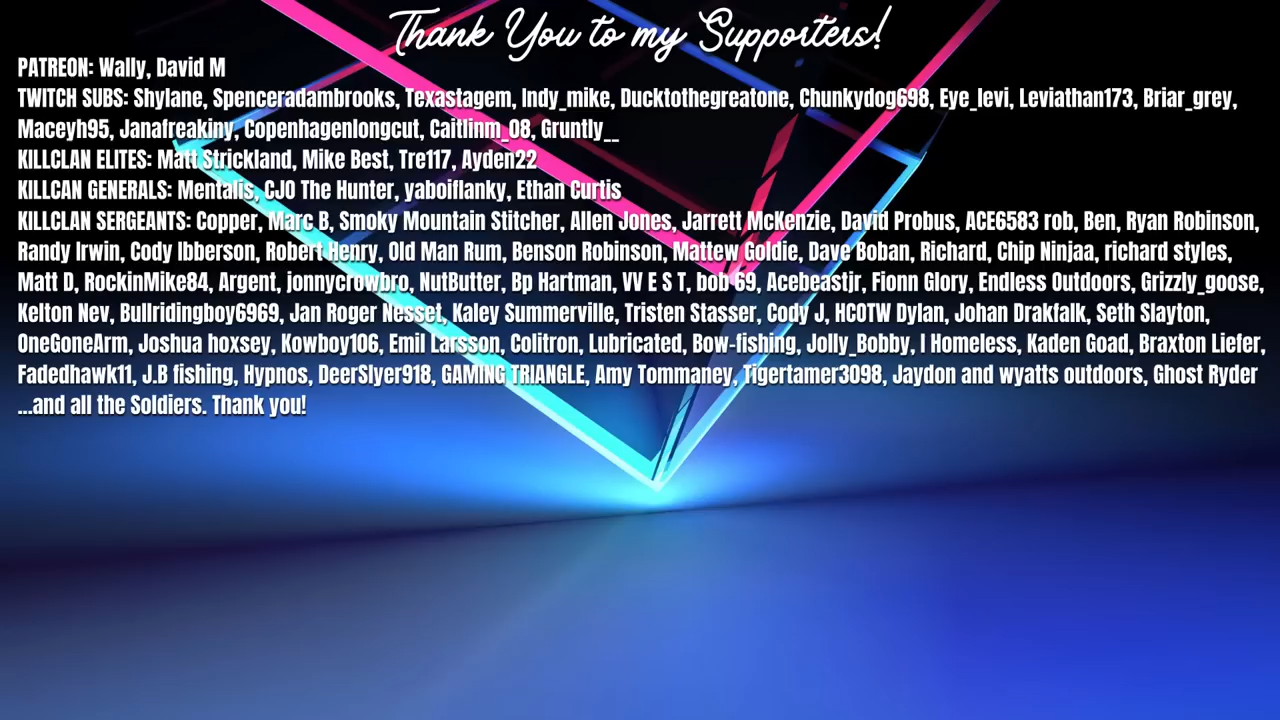 Thank You to my Supporters!
PATREON: Wally, David M
TWITCH SUBS: Shylane, Spenceradambrooks, Texastagem, Indy_mike, Ducktothegreatone, Chunkydog698, Eye_levi, Leviathan173, Briar_grey,
Maceyh95, Janafreakiny, Copenhagenlongcut, Caitlinm_08, Gruntly__
KILLCLAN ELITES: Matt Strickland, Mike Best, Tre117, Ayden22
KILLCAN GENERALS: Mentalis, CJO The Hunter, yaboiflanky, Ethan Curtis
KILLCLAN SERGEANTS: Copper, Marc B, Smoky Mountain Stitcher, Allen Jones, Jarrett McKenzie, David Probus, ACE6583 rob, Ben, Ryan Robinson,
Randy Irwin, Cody Ibberson, Robert Henry, Old Man Rum, Benson Robinson, Mattew Goldie, Dave Boban, Richard, Chip Ninjaa, richard styles,
Matt D, RockinMike84, Argent, jonnycrowbro, NutButter, Bp Hartman, VV E S T, bob 69, Acebeastjr, Fionn Glory, Endless Outdoors, Grizzly_goose,
Kelton Nev, Bullridingboy6969, Jan Roger Nesset, Kaley Summerville, Tristen Stasser, Cody J, HCOTW Dylan, Johan Drakfalk, Seth Slayton,
OneGoneArm, Joshua hoxsey, Kowboy106, Emil Larsson, Colitron, Lubricated, Bow-fishing, Jolly_Bobby, I Homeless, Kaden Goad, Braxton Liefer,
Fadedhawk11, J.B fishing, Hypnos, DeerSlyer918, GAMING TRIANGLE, Amy Tommaney, Tigertamer3098, Jaydon and wyatts outdoors, Ghost Ryder
...and all the Soldiers. Thank you!